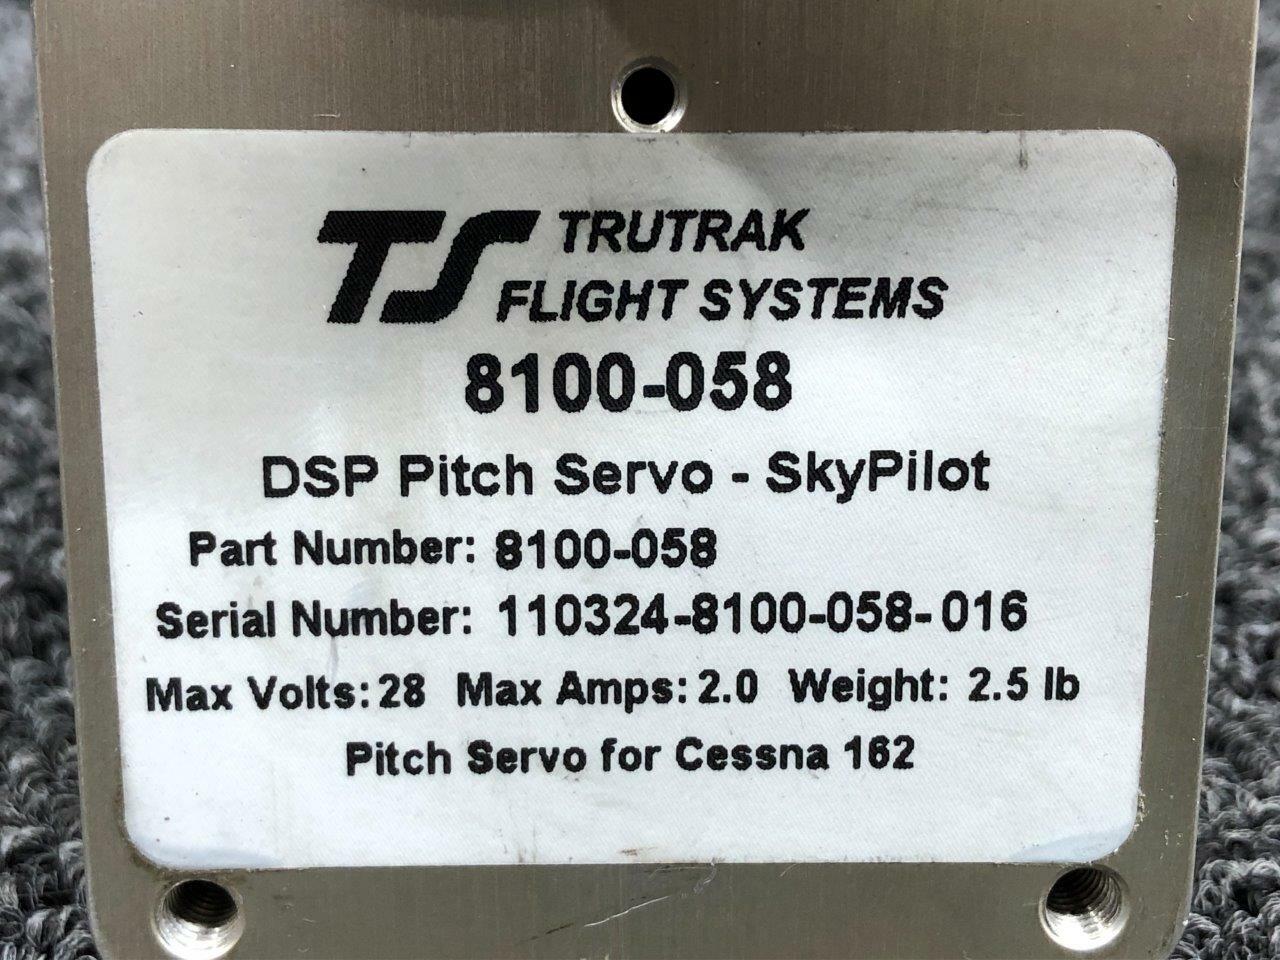 TS TRUTRAK
FLIGHT SYSTEMS
8100-058
DSP Pitch Servo - SkyPilot
Part Number: 8100-058
Serial Number: 110324-8100-058-016
Max Volts: 28 Max Amps: 2.0 Weight: 2.5 lb
Pitch Servo for Cessna 162